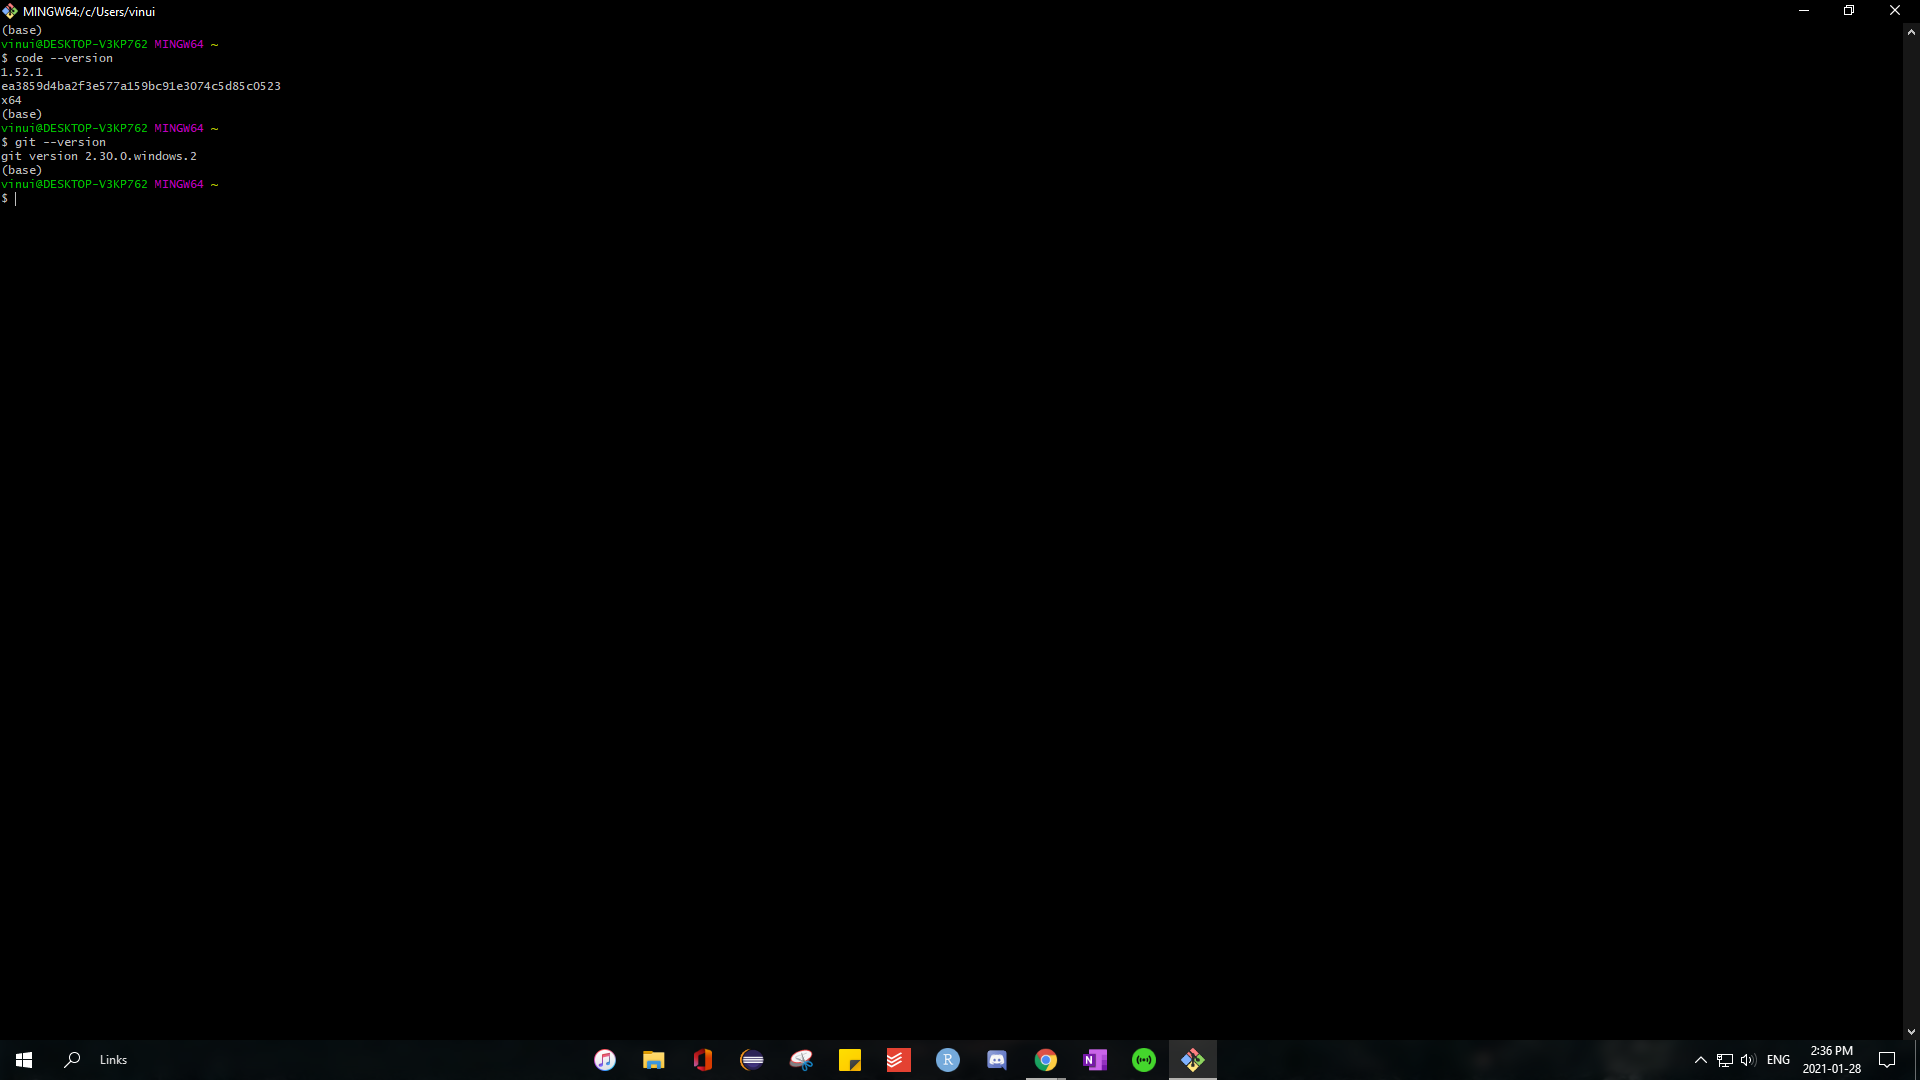 MINGW64:/c/Users/vinui
(base)
vinui@DESKTOP-V3KP762 MINGW64 ~
$ code --version
1.52.1
ea3859d4ba2f3e577a159bc91e3074c5d85c0523
x64
(base)
vinui@DESKTOP-V3KP762 MINGW64 ~
$ git --version
git version 2.30.0.windows.2
(base)
vinui@DESKTOP-V3KP762 MINGW64 ~
$
Links
R
N
ENG
2:36 PM
2021-01-28